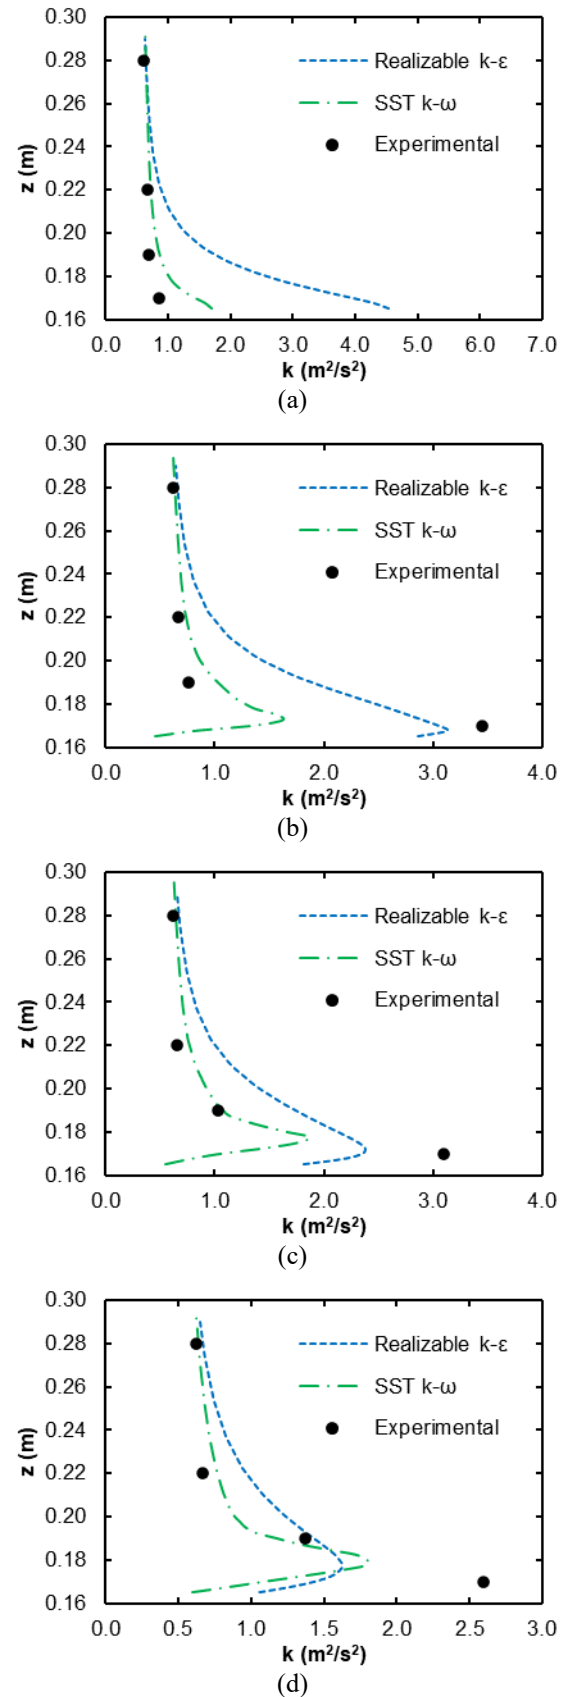 0.30
0.28
0.26
0.24
0.22
0.20
0.18
0.16
z (m)
Realizable k-ε
SST k-ω
Experimental
0.0 1.0 2.0 3.0 4.0 5.0 6.0 7.0
k (m²/s²)
(a)
0.30
0.28
0.26
0.24
0.22
0.20
0.18
0.16
z (m)
Realizable k-ε
SST k-ω
Experimental
0.0 1.0 2.0 3.0 4.0
k (m²/s²)
(b)
0.30
0.28
0.26
0.24
0.22
0.20
0.18
0.16
z (m)
Realizable k-ε
SST k-ω
Experimental
0.0 1.0 2.0 3.0 4.0
k (m²/s²)
(c)
0.30
0.28
0.26
0.24
0.22
0.20
0.18
0.16
z (m)
Realizable k-ε
SST k-ω
Experimental
0.0 0.5 1.0 1.5 2.0 2.5 3.0
k (m²/s²)
(d)